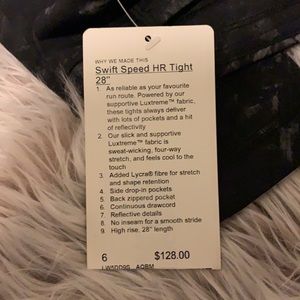 WHY WE MADE THIS
Swift Speed HR Tight
28"
1. As reliable as your favourite
run route. Powered by our
supportive Luxtreme™ fabric,
these tights always deliver
with lots of pockets and a hit
of reflectivity
2. Our slick and supportive
Luxtreme™ fabric is
sweat-wicking, four-way
stretch, and feels cool to the
touch
3. Added Lycra® fibre for stretch
and shape retention
4. Side drop-in pockets
5. Back zippered pocket
6. Continuous drawcord
7. Reflective details
8. No inseam for a smooth stride
9. High rise, 28" length
6 $128.00